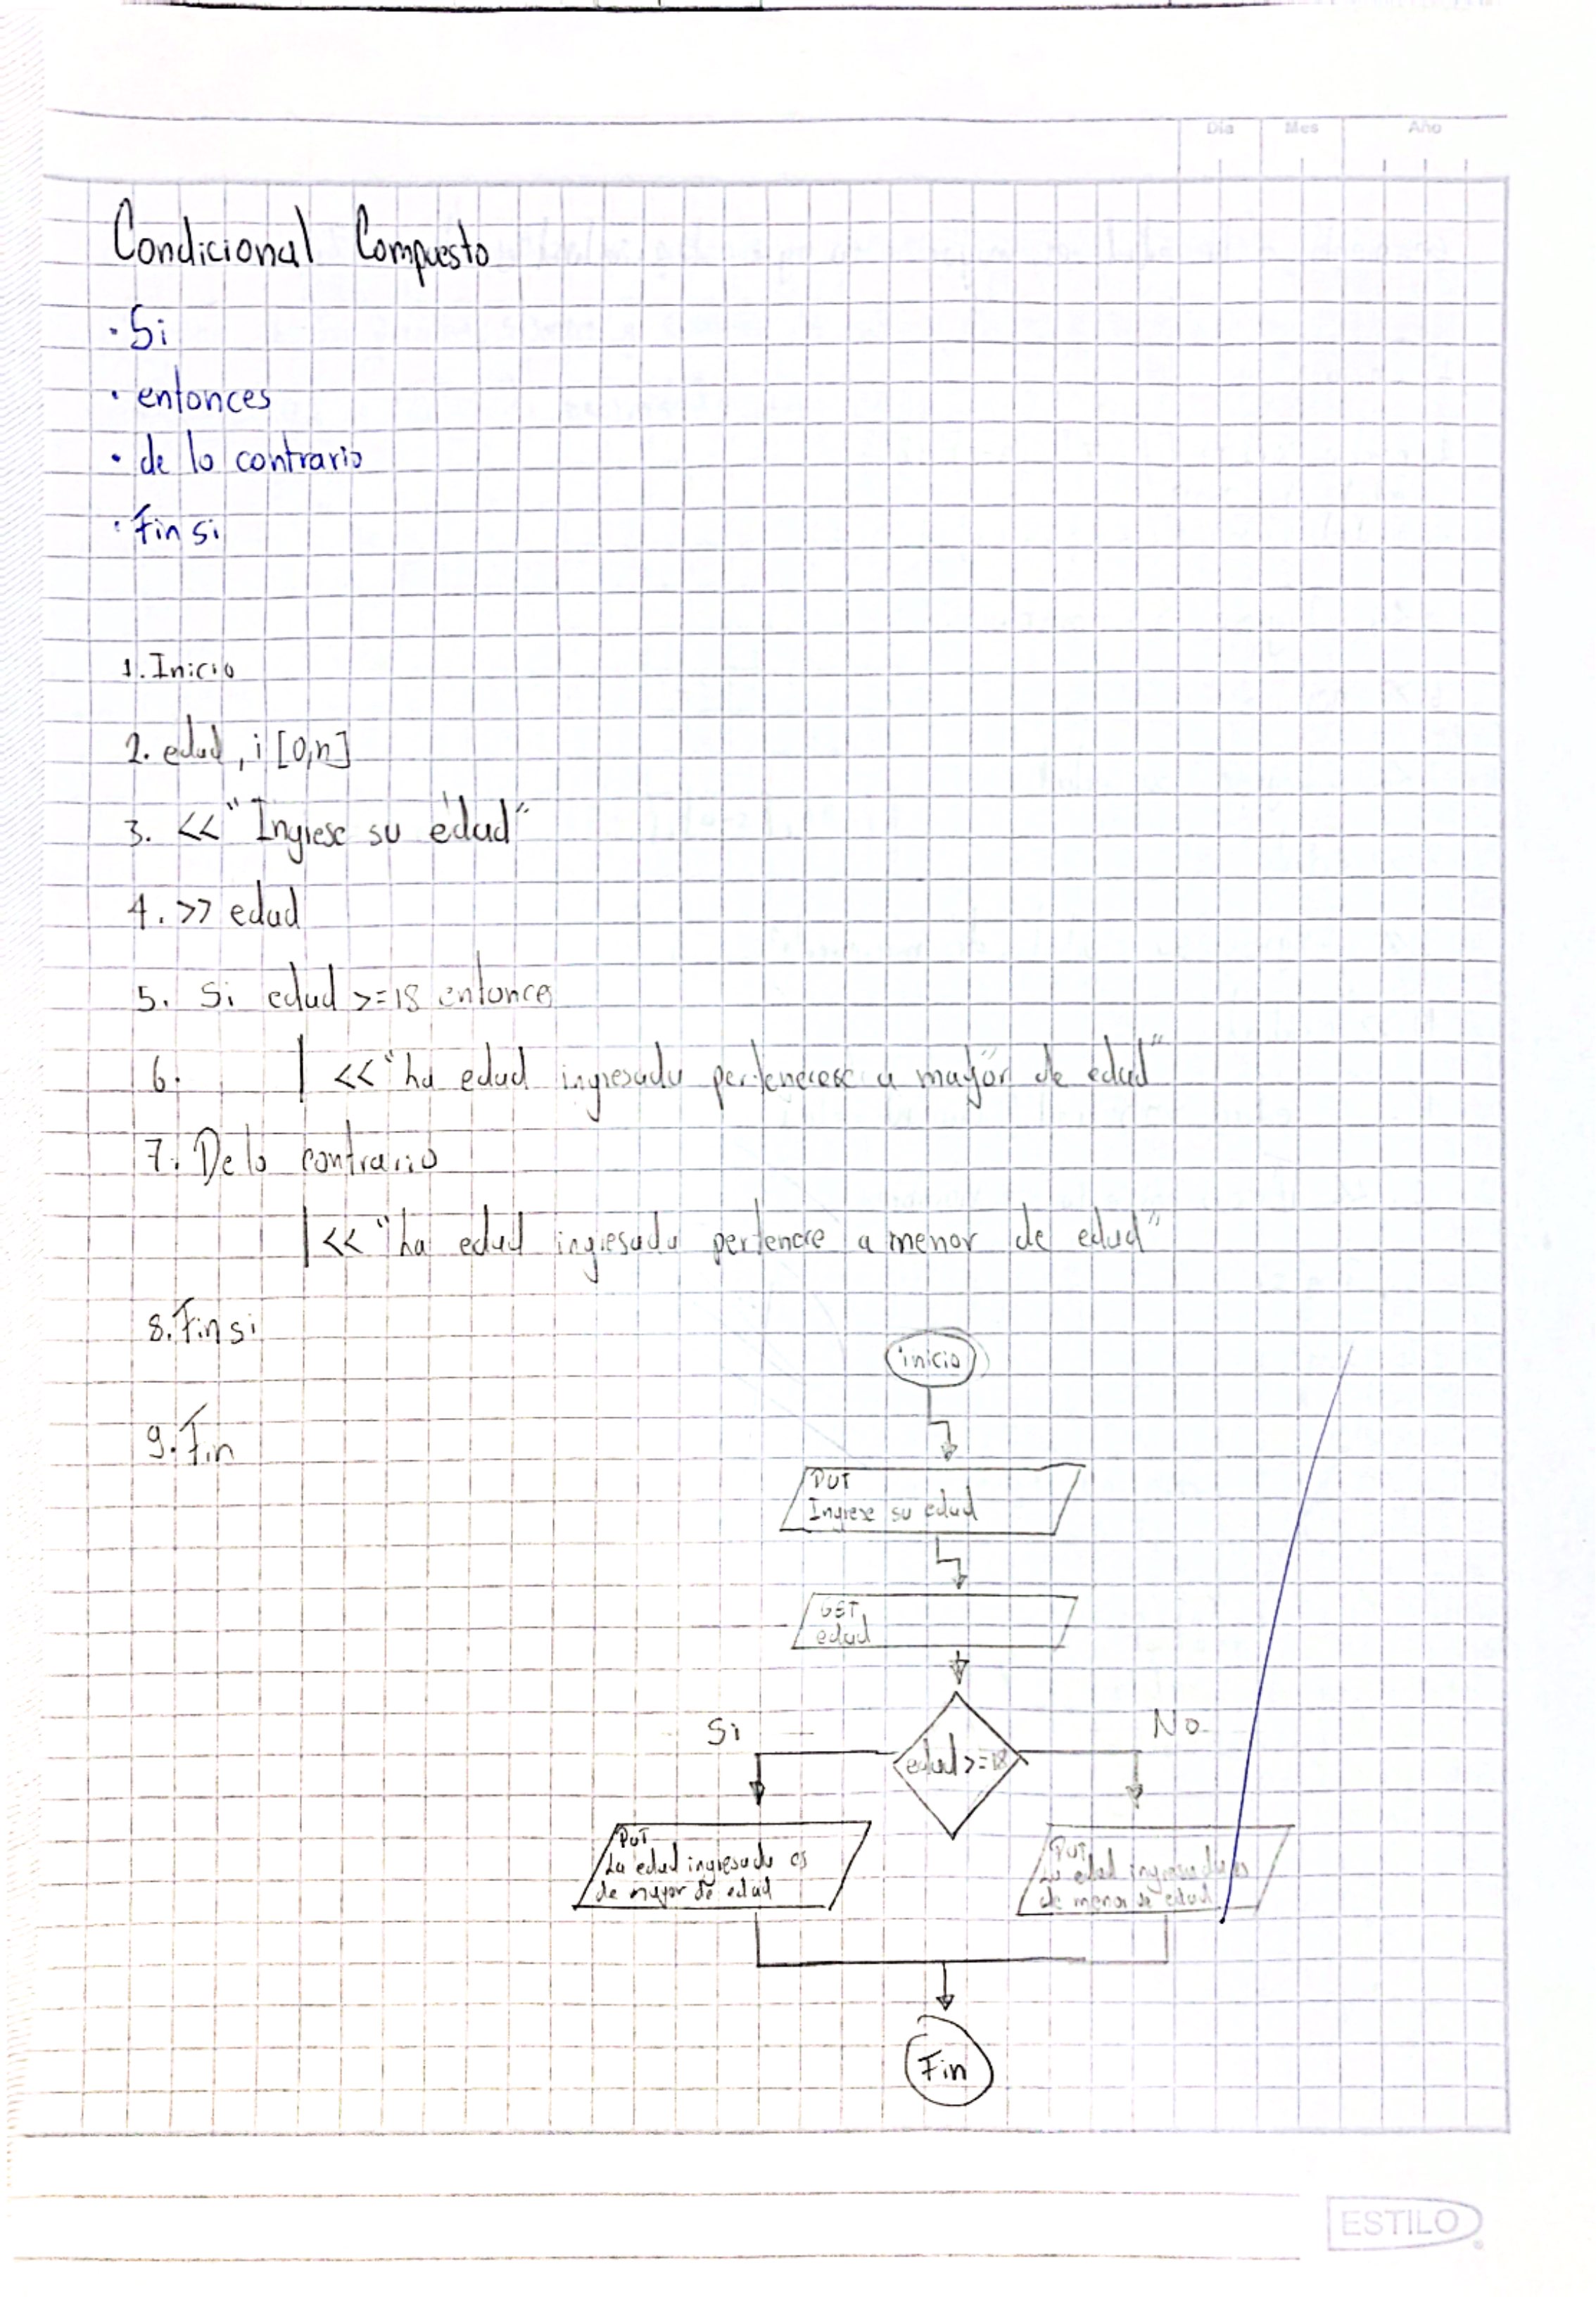 Día Mes Año
Condicional Compuesto
· Si
· entonces
· de lo contrario
· Fin si
1. Inicio
2. edad, i [0,n]
3. << "Ingrese su edad"
4. >> edad
5. Si edad >=18 entonces
6. | << "La edad ingresada pertenecese a mayor de edad"
7. De lo contrario
| << "La edad ingresada pertenece a menor de edad"
8. Fin si
inicio
9. Fin
PUT
Ingrese su edad
GET
edad
Si No
edad >=18
PUT
La edad ingresada es
de mayor de edad
PUT
La edad ingresada es
de menor de edad
Fin
ESTILO